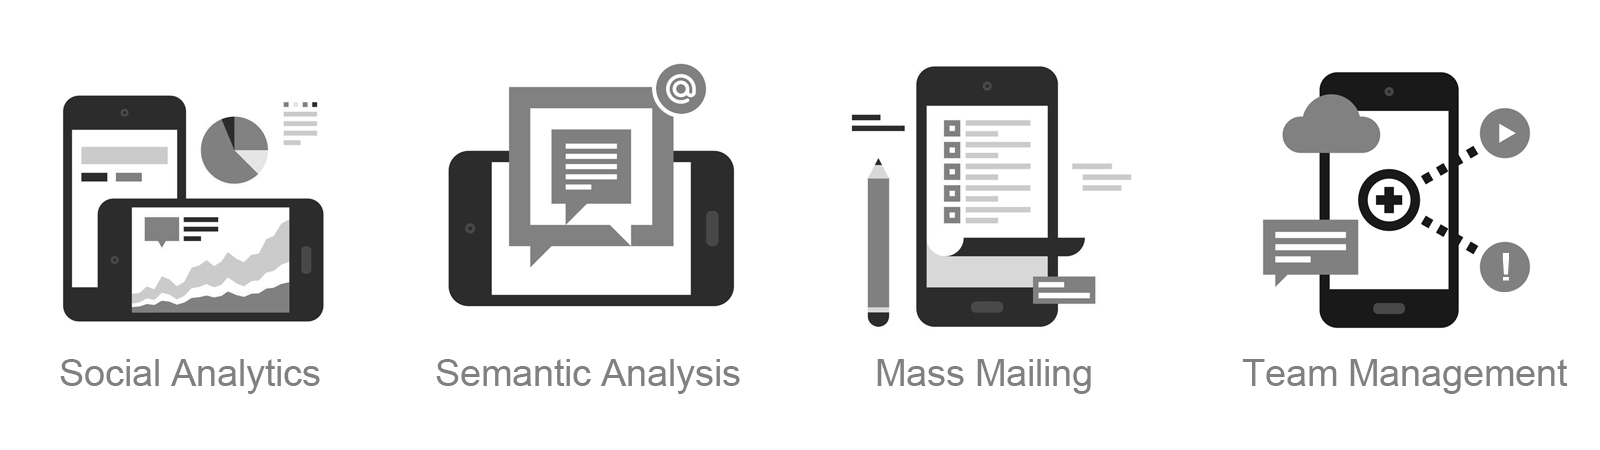 Social Analytics
Semantic Analysis
Mass Mailing
Team Management